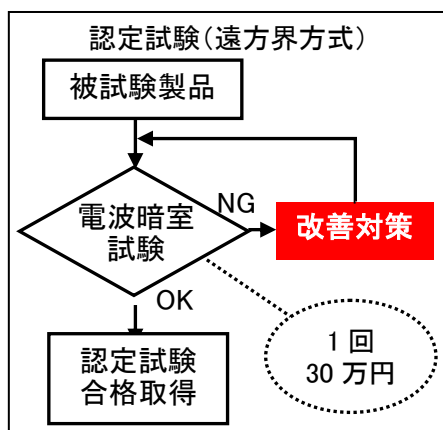 認定試験(遠方界方式)
被試験製品
電波暗室
試験
NG
改善対策
OK
1 回
30 万円
認定試験
合格取得